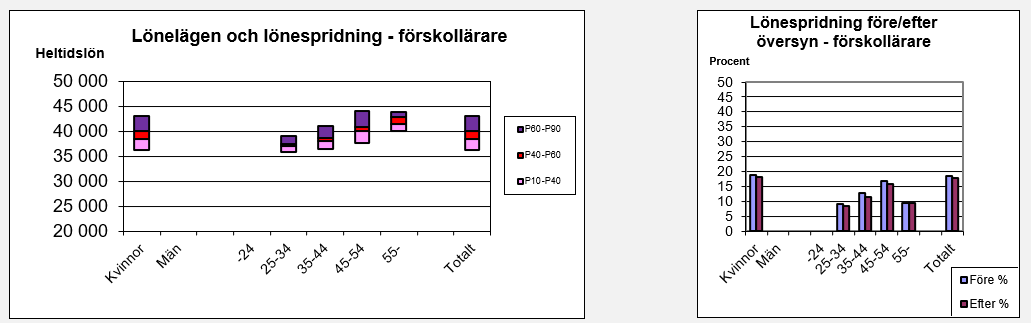 Lönelägen och lönespridning - förskollärare
Heltidslön
50 000
45 000
40 000
35 000
30 000
25 000
20 000
Kvinnor
Män
-24
25-34
35-44
45-54
55-
Totalt
P60-P90
P40-P60
P10-P40
Lönespridning före/efter
översyn - förskollärare
Procent
50
45
40
35
30
25
20
15
10
5
0
Kvinnor
Män
-24
25-34
35-44
45-54
55-
Totalt
Före %
Efter %